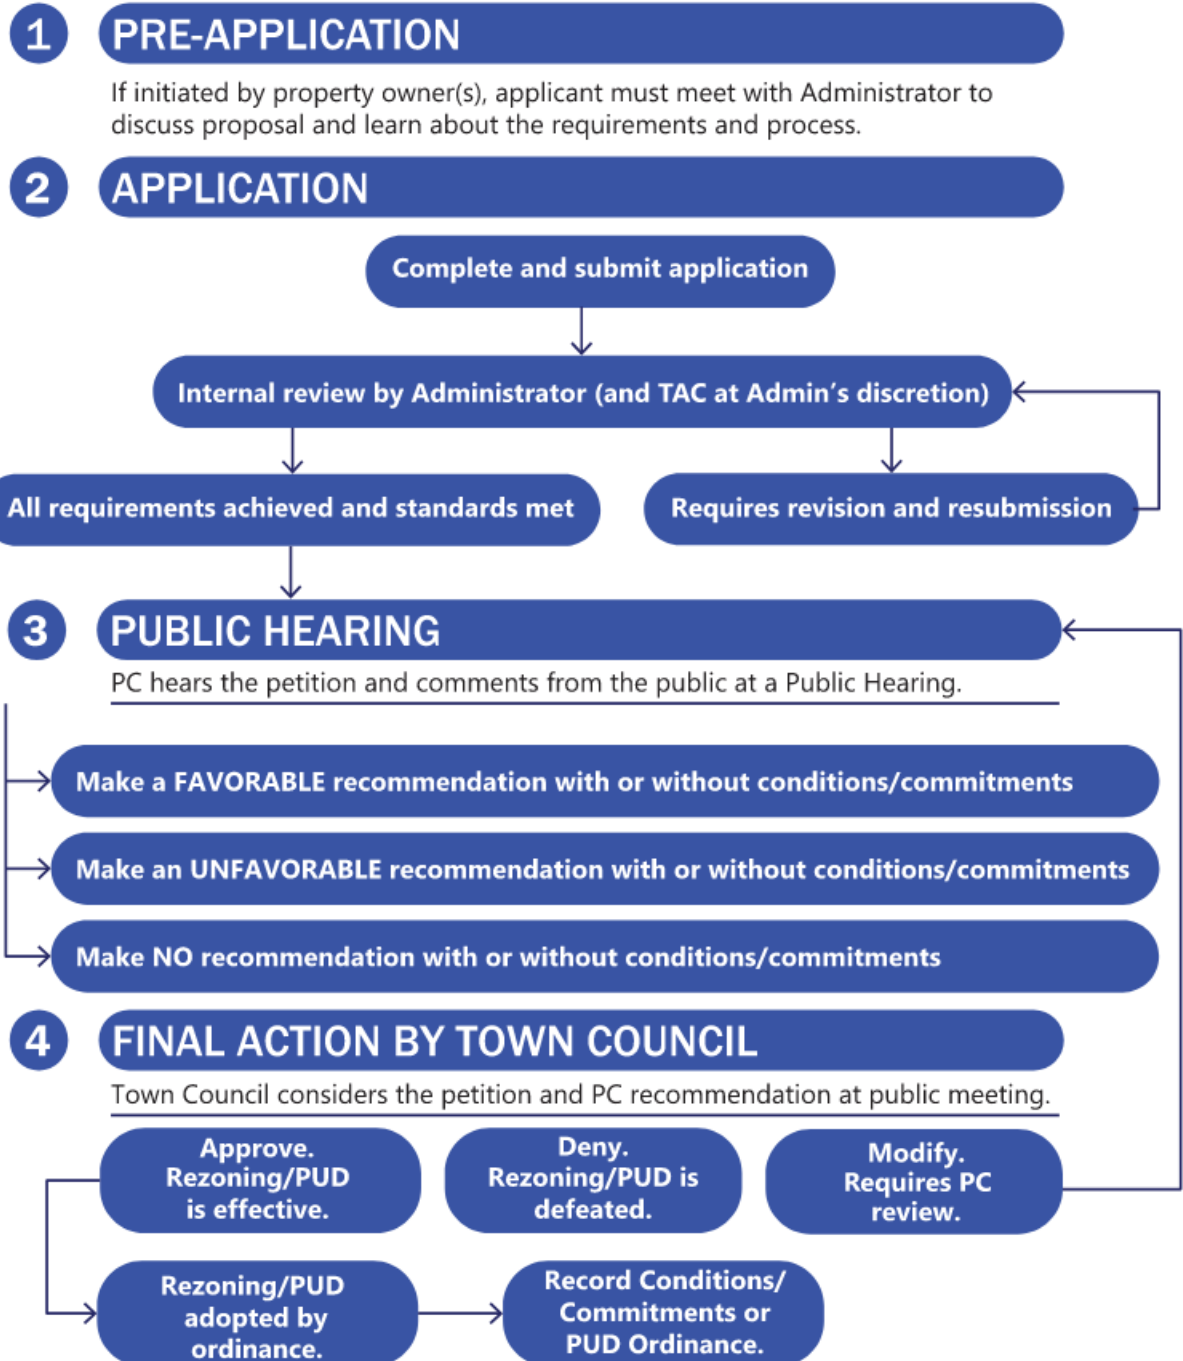 1 PRE-APPLICATION
If initiated by property owner(s), applicant must meet with Administrator to
discuss proposal and learn about the requirements and process.
2 APPLICATION
Complete and submit application
Internal review by Administrator (and TAC at Admin's discretion)
All requirements achieved and standards met
Requires revision and resubmission
3 PUBLIC HEARING
PC hears the petition and comments from the public at a Public Hearing.
Make a FAVORABLE recommendation with or without conditions/commitments
Make an UNFAVORABLE recommendation with or without conditions/commitments
Make NO recommendation with or without conditions/commitments
4 FINAL ACTION BY TOWN COUNCIL
Town Council considers the petition and PC recommendation at public meeting.
Approve.
Rezoning/PUD
is effective.
Deny.
Rezoning/PUD is
defeated.
Modify.
Requires PC
review.
Rezoning/PUD
adopted by
ordinance.
Record Conditions/
Commitments or
PUD Ordinance.